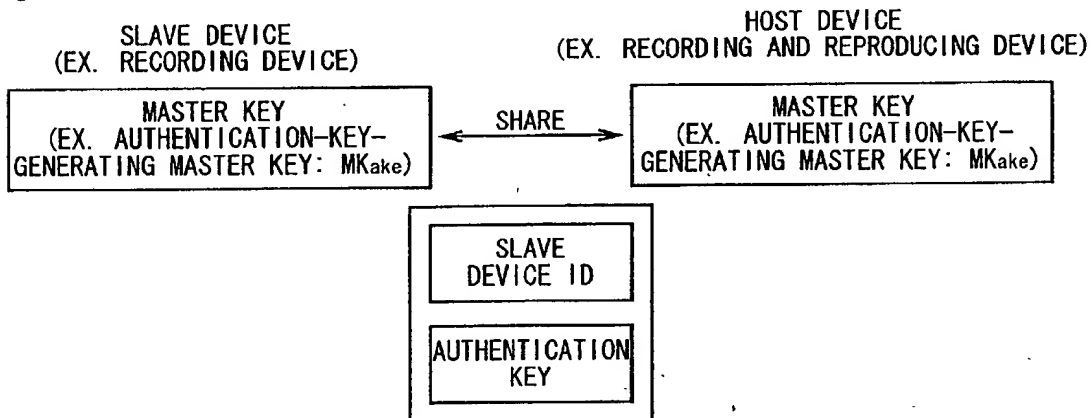 SLAVE DEVICE
(EX. RECORDING DEVICE)
HOST DEVICE
(EX. RECORDING AND REPRODUCING DEVICE)
MASTER KEY
(EX. AUTHENTICATION-KEY-
GENERATING MASTER KEY: MKake)
SHARE
MASTER KEY
(EX. AUTHENTICATION-KEY-
GENERATING MASTER KEY: MKake)
SLAVE
DEVICE ID
AUTHENTICATION
KEY